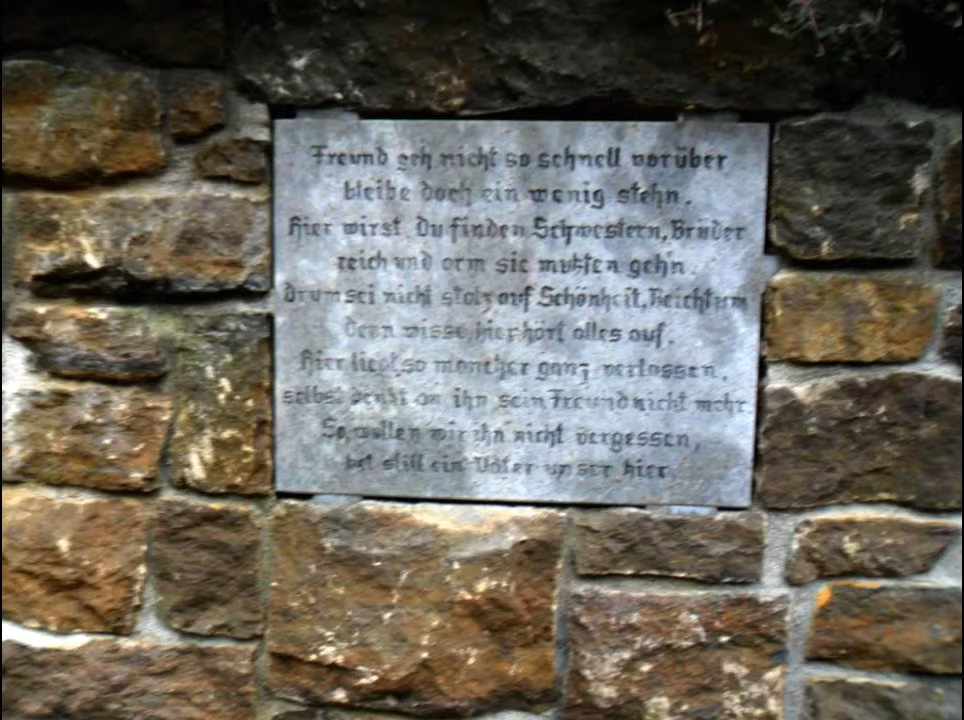 Freund geh nicht so schnell vorüber
bleibe doch ein wenig stehn.
Hier wirst Du finden Schwestern, Brüder
reich und arm sie mußten geh'n.
Drum sei nicht stolz auf Schönheit, Reichtum
denn wisse, hier hört alles auf.
Hier liegt so mancher ganz verlassen,
selbst denkt an ihn sein Freund nicht mehr.
So wollen wir ihn nicht vergessen,
bet still ein Vater unser hier